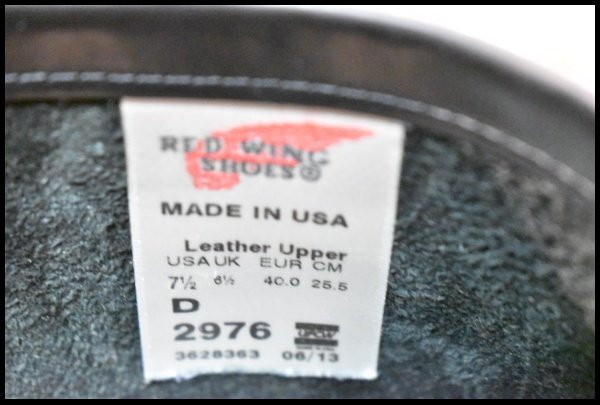 RED WING
SHOES®
MADE IN USA
Leather Upper
USA UK EUR CM
7½ 6½ 40.0 25.5
D
2976
3628363 06/13